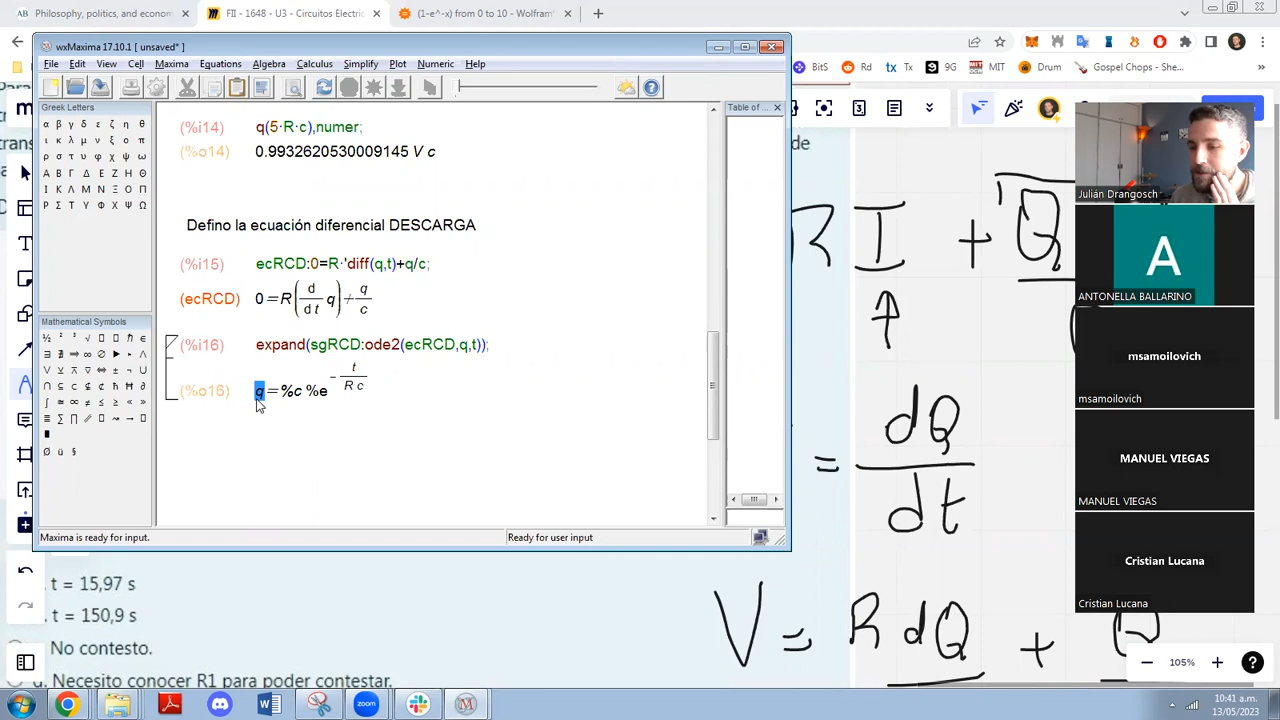 Philosophy, politics, and econom
FII - 1648 - U3 - Circuitos Electric
(1-e^-x) from 0 to 10 - Wolfram
wxMaxima 17.10.1 [ unsaved* ]
File Edit View Cell Maxima Equations Algebra Calculus Simplify Plot Numeric Help
BitS Rd tx Tx 9G MIT Drum Gospel Chops - She...
Greek Letters
α β γ δ ε ζ η θ
ι κ λ μ ν ξ ο π
ρ σ τ υ φ χ ψ ω
Α Β Γ Δ Ε Ζ Η Θ
Ι Κ Λ Μ Ν Ξ Ο Π
Ρ Σ Τ Υ Φ Χ Ψ Ω
Mathematical Symbols
Table of ...
(%i14) q(5·R·c),numer;
(%o14) 0.9932620530009145 V c
Defino la ecuación diferencial DESCARGA
(%i15) ecRCD:0=R·'diff(q,t)+q/c;
(ecRCD) 0=R(d/dt q)+q/c
(%i16) expand(sgRCD:ode2(ecRCD,q,t));
(%o16) q=%c %e^(-t/(R c))
Maxima is ready for input.
Ready for user input
de
R I + Q
= dQ/dt
V = R dQ + Q
t = 15,97 s
t = 150,9 s
No contesto.
d. Necesito conocer R1 para poder contestar.
Julián Drangosch
A
ANTONELLA BALLARINO
msamoilovich
msamoilovich
MANUEL VIEGAS
MANUEL VIEGAS
Cristian Lucana
Cristian Lucana
105%
zoom
10:41 a.m.
13/05/2023